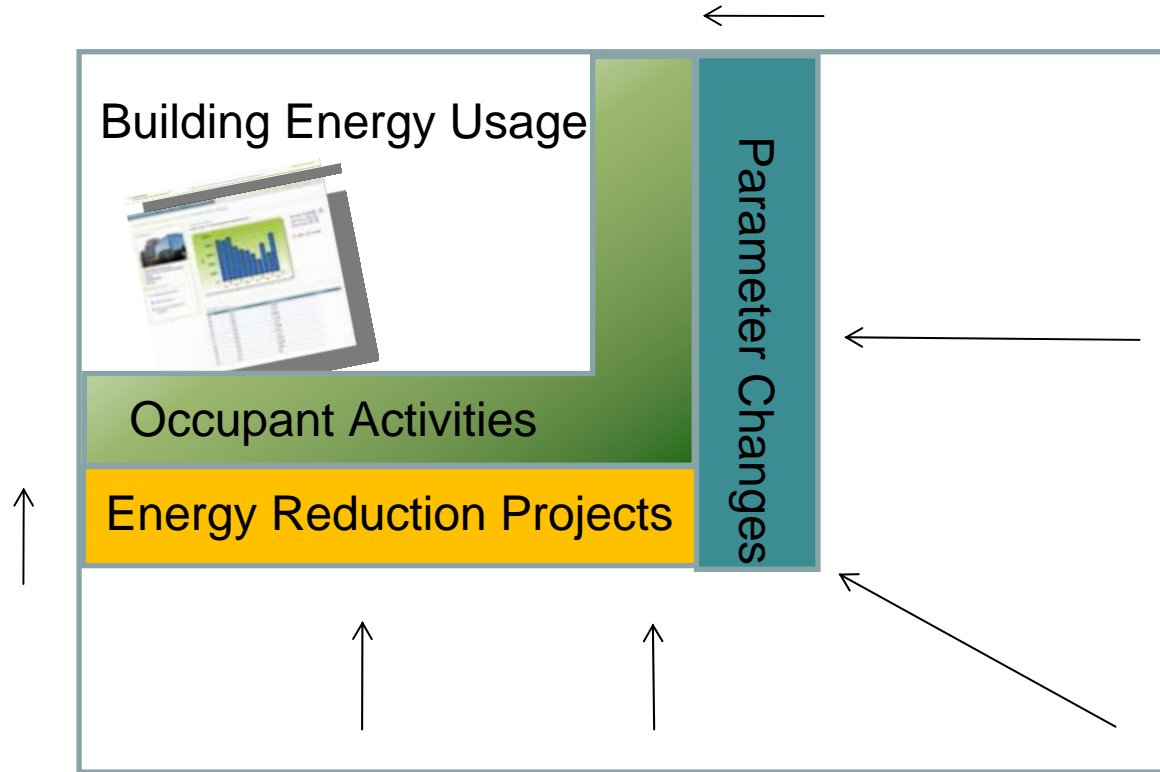 Building Energy Usage
Parameter Changes
Occupant Activities
Energy Reduction Projects